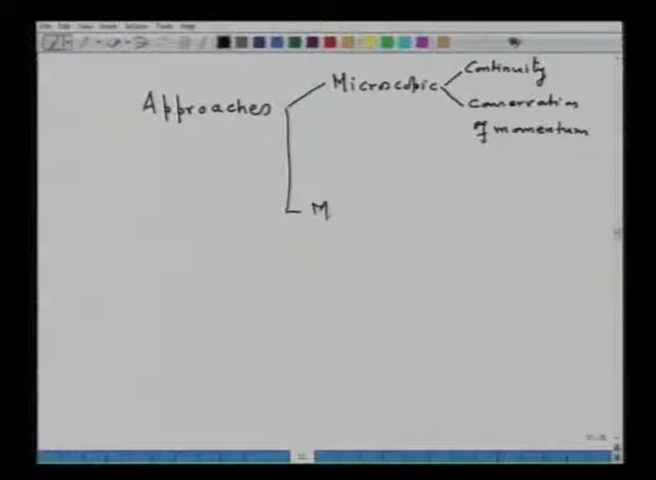 Continuity
Approaches Microscopic
Conservation
of momentum
M